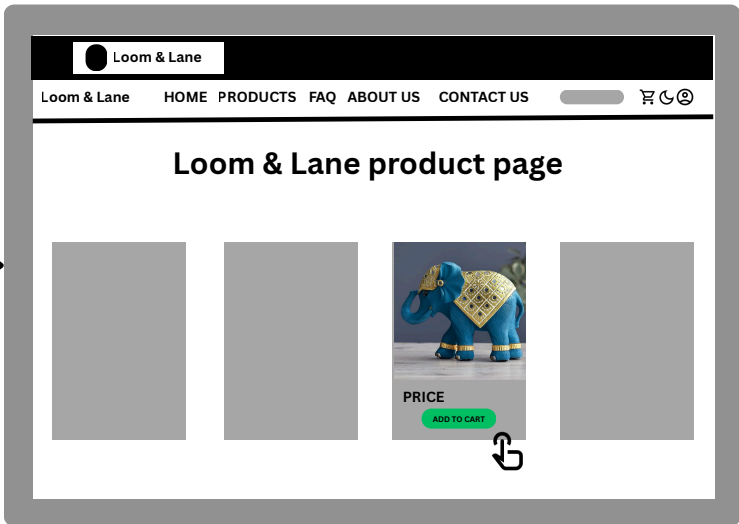 Loom & Lane
Loom & Lane HOME PRODUCTS FAQ ABOUT US CONTACT US
Loom & Lane product page
PRICE
ADD TO CART